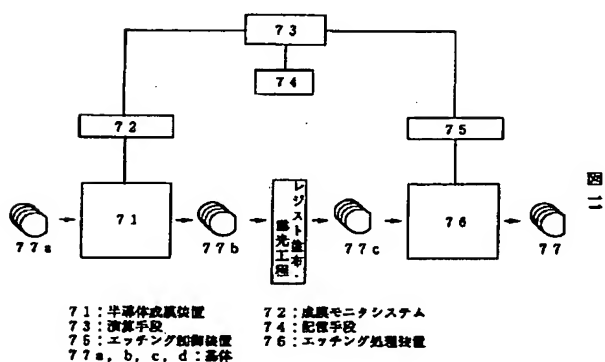 73
74
72
75
71
レジスト塗布・
露光工程
76
77a
77b
77c
77
図11
71:半導体成膜装置
72:成膜モニタシステム
73:演算手段
74:記憶手段
75:エッチング制御装置
76:エッチング処理装置
77a, b, c, d:基体